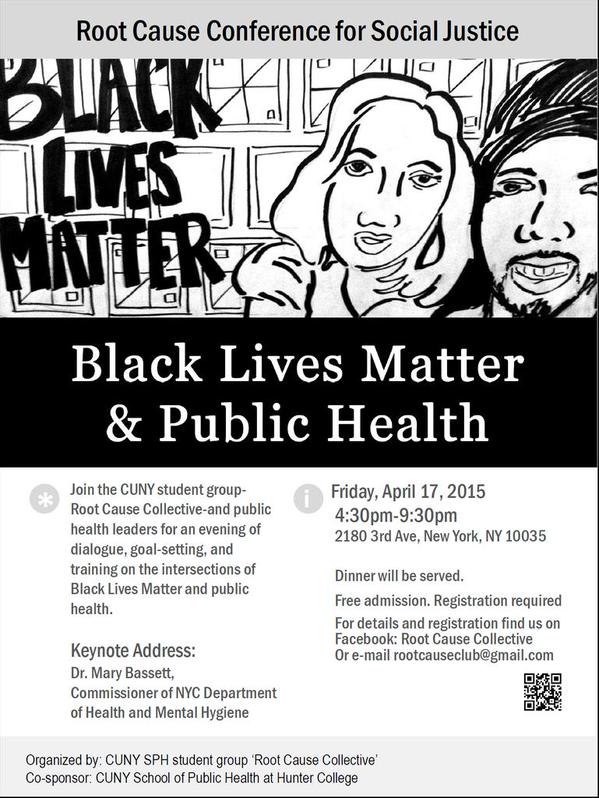 Root Cause Conference for Social Justice
BLACK
LIVES
MATTER
Black Lives Matter
& Public Health
Join the CUNY student group-
Root Cause Collective-and public
health leaders for an evening of
dialogue, goal-setting, and
training on the intersections of
Black Lives Matter and public
health.
Keynote Address:
Dr. Mary Bassett,
Commissioner of NYC Department
of Health and Mental Hygiene
i
Friday, April 17, 2015
4:30pm-9:30pm
2180 3rd Ave, New York, NY 10035
Dinner will be served.
Free admission. Registration required
For details and registration find us on
Facebook: Root Cause Collective
Or e-mail rootcauseclub@gmail.com
Organized by: CUNY SPH student group ‘Root Cause Collective’
Co-sponsor: CUNY School of Public Health at Hunter College